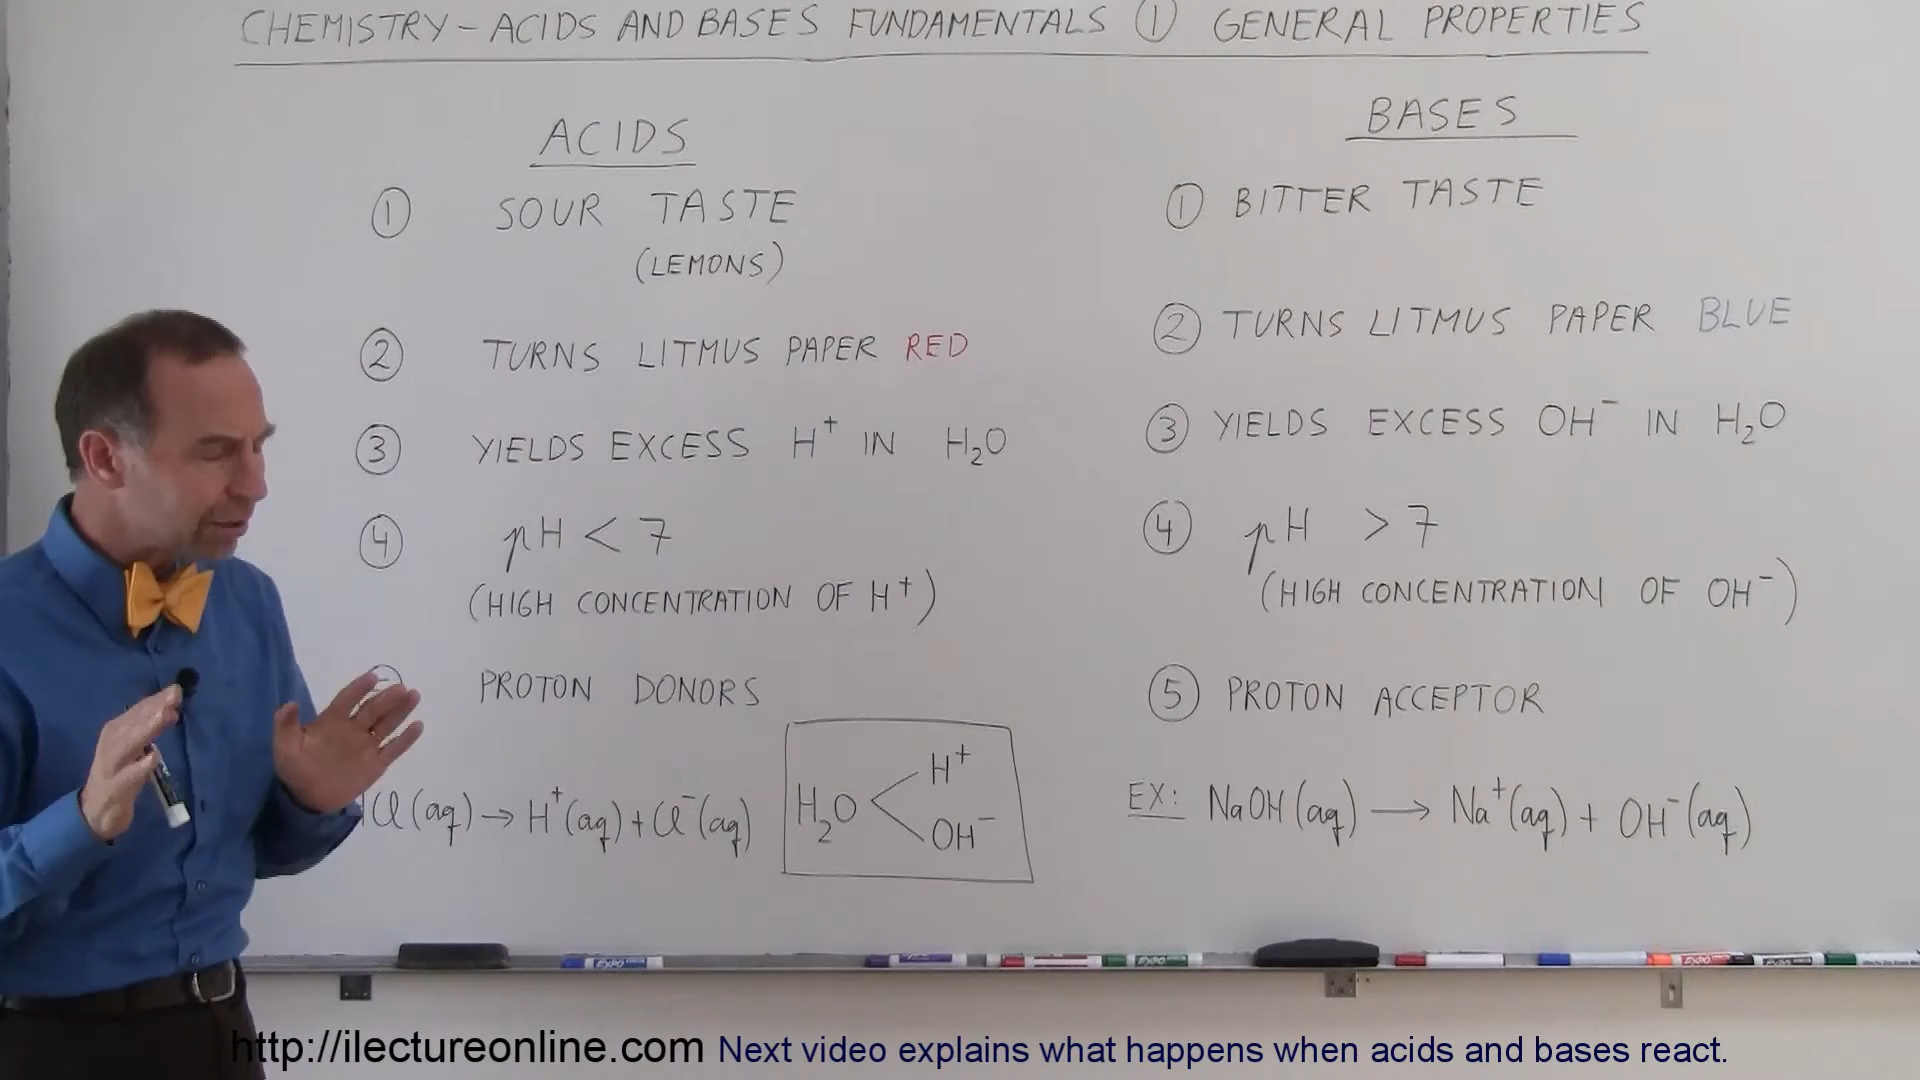 CHEMISTRY – ACIDS AND BASES FUNDAMENTALS ① GENERAL PROPERTIES
ACIDS
① SOUR TASTE
(LEMONS)
② TURNS LITMUS PAPER RED
③ YIELDS EXCESS H⁺ IN H₂O
④ pH < 7
(HIGH CONCENTRATION OF H⁺)
PROTON DONORS
Cl(aq) → H⁺(aq) + Cl⁻(aq)
H₂O < H⁺
OH⁻
BASES
① BITTER TASTE
② TURNS LITMUS PAPER BLUE
③ YIELDS EXCESS OH⁻ IN H₂O
④ pH > 7
(HIGH CONCENTRATION OF OH⁻)
⑤ PROTON ACCEPTOR
EX: NaOH(aq) → Na⁺(aq) + OH⁻(aq)
http://ilectureonline.com Next video explains what happens when acids and bases react.